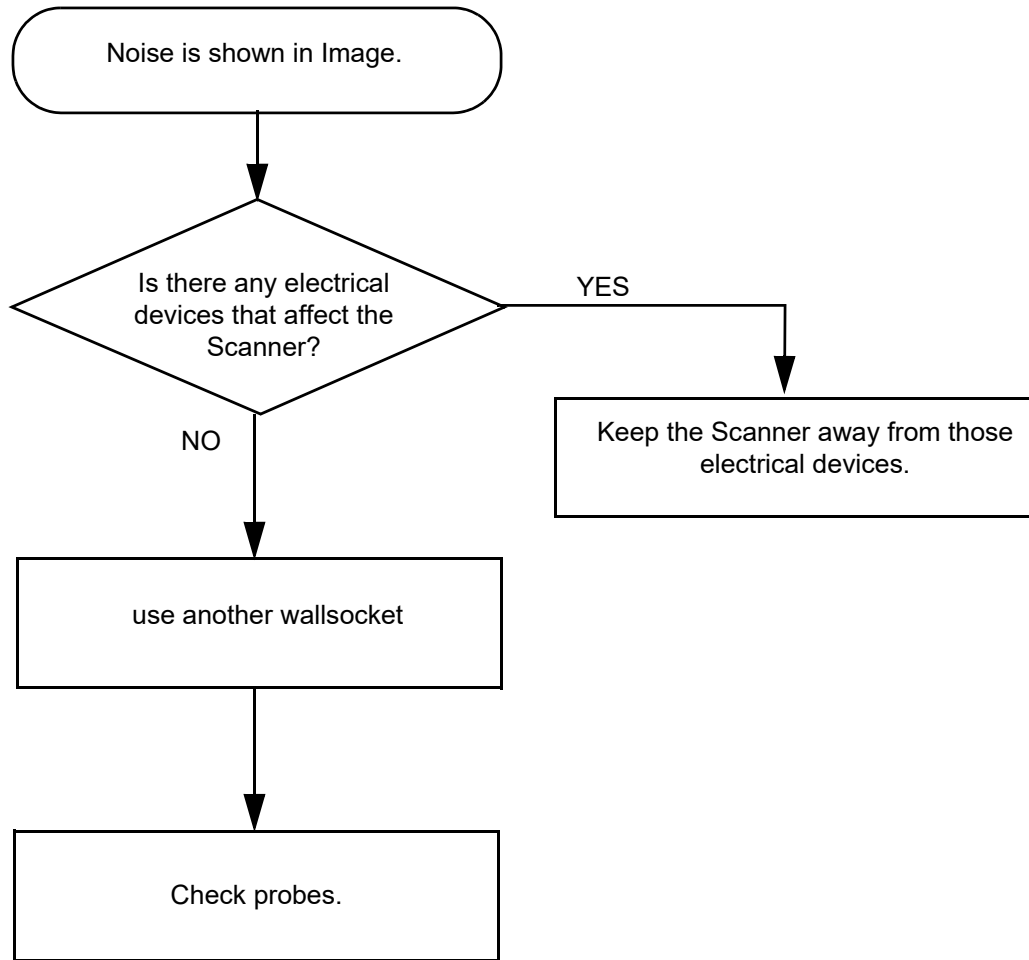 Noise is shown in Image.
Is there any electrical
devices that affect the
Scanner?
YES
Keep the Scanner away from those
electrical devices.
NO
use another wallsocket
Check probes.